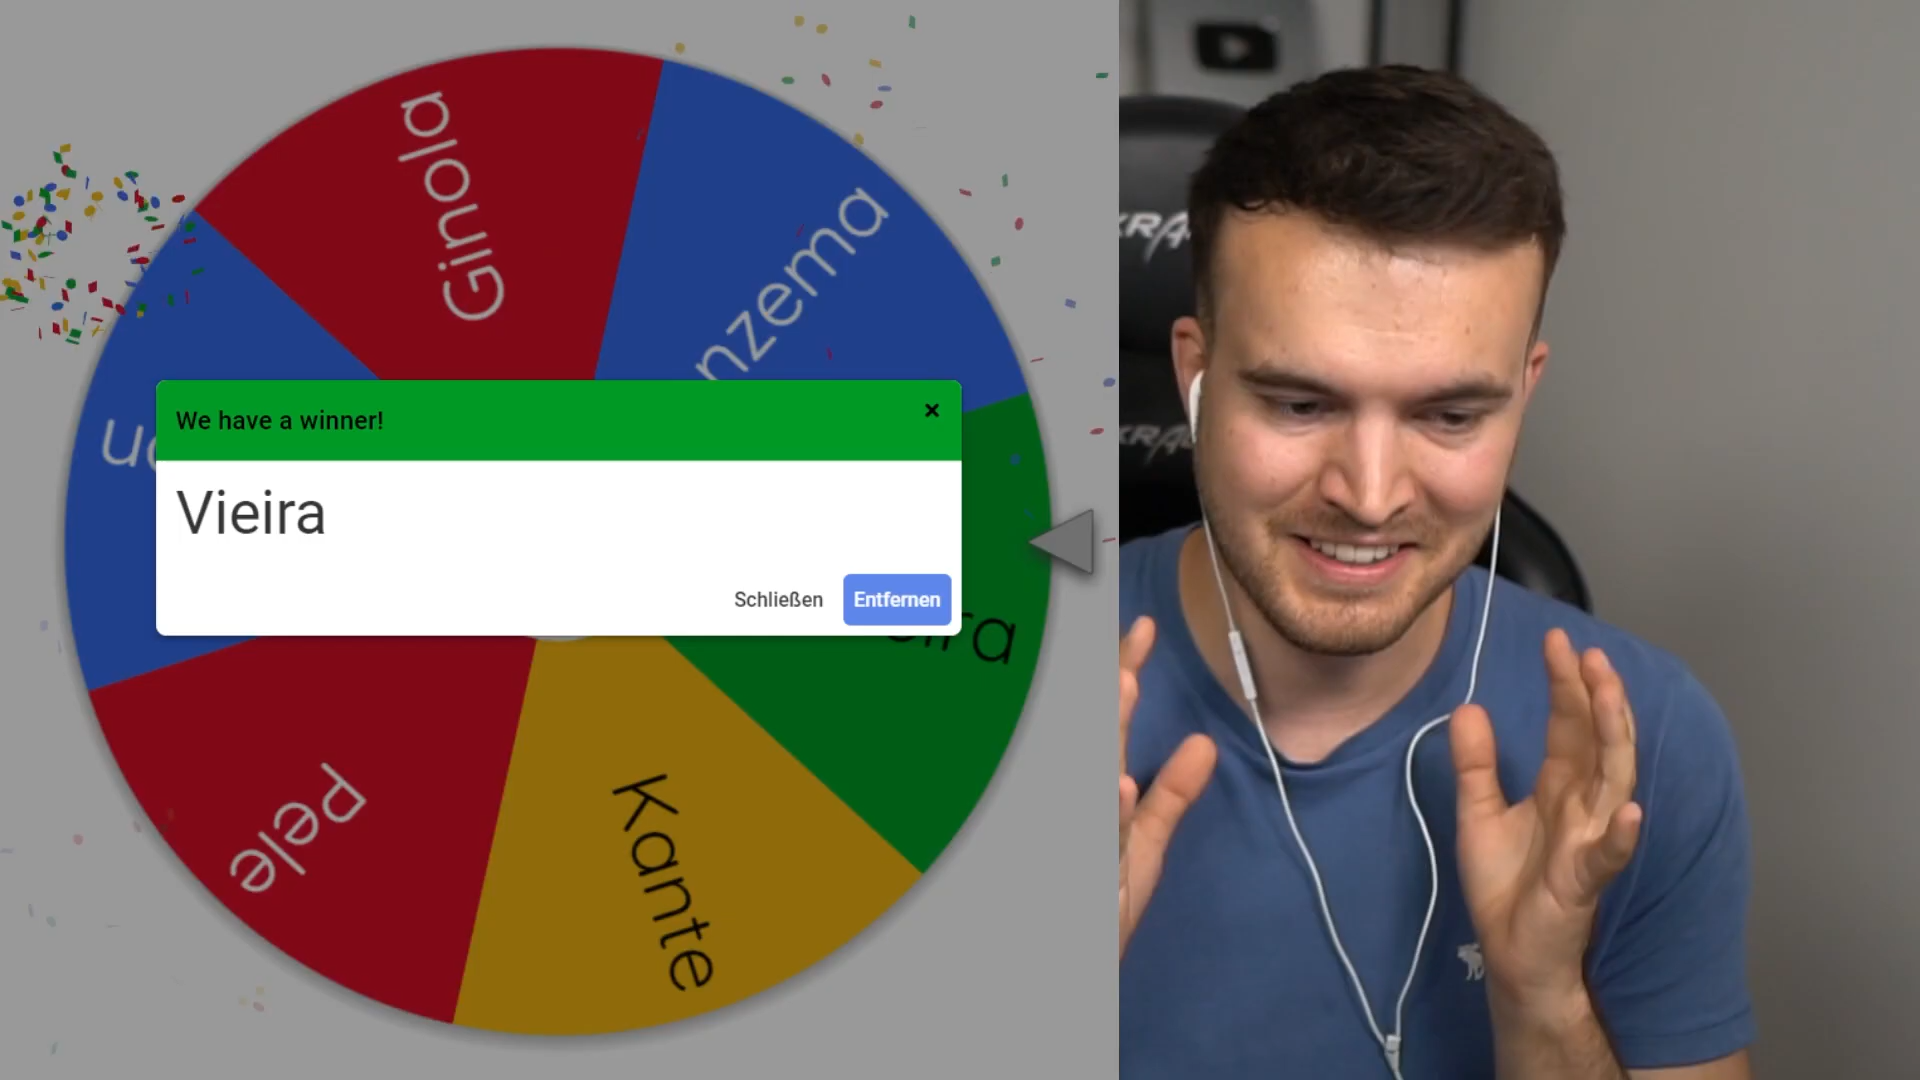 Ginola
nzema
We have a winner!
Vieira
Schließen
Entfernen
Pele
Kante